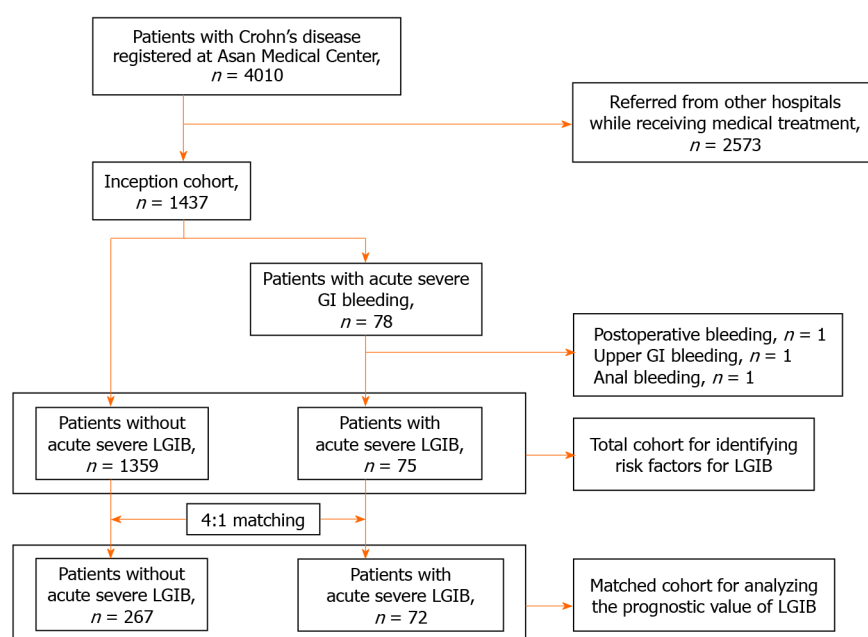 Patients with Crohn's disease
registered at Asan Medical Center,
n = 4010
Referred from other hospitals
while receiving medical treatment,
n = 2573
Inception cohort,
n = 1437
Patients with acute severe
GI bleeding,
n = 78
Postoperative bleeding, n = 1
Upper GI bleeding, n = 1
Anal bleeding, n = 1
Patients without
acute severe LGIB,
n = 1359
Patients with
acute severe LGIB,
n = 75
Total cohort for identifying
risk factors for LGIB
4:1 matching
Patients without
acute severe LGIB,
n = 267
Patients with
acute severe LGIB,
n = 72
Matched cohort for analyzing
the prognostic value of LGIB